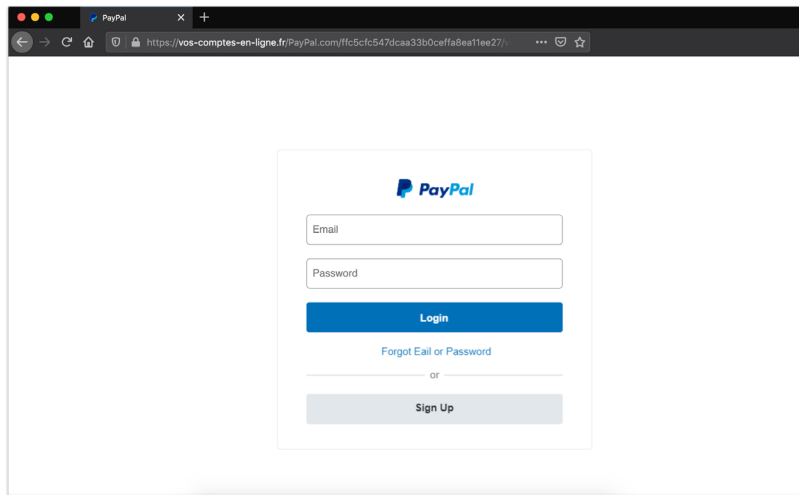 PayPal
https://vos-comptes-en-ligne.fr/PayPal.com/ffc5cfc547dcaa33b0ceffa8ea11ee27/
PayPal
Email
Password
Login
Forgot Eail or Password
or
Sign Up